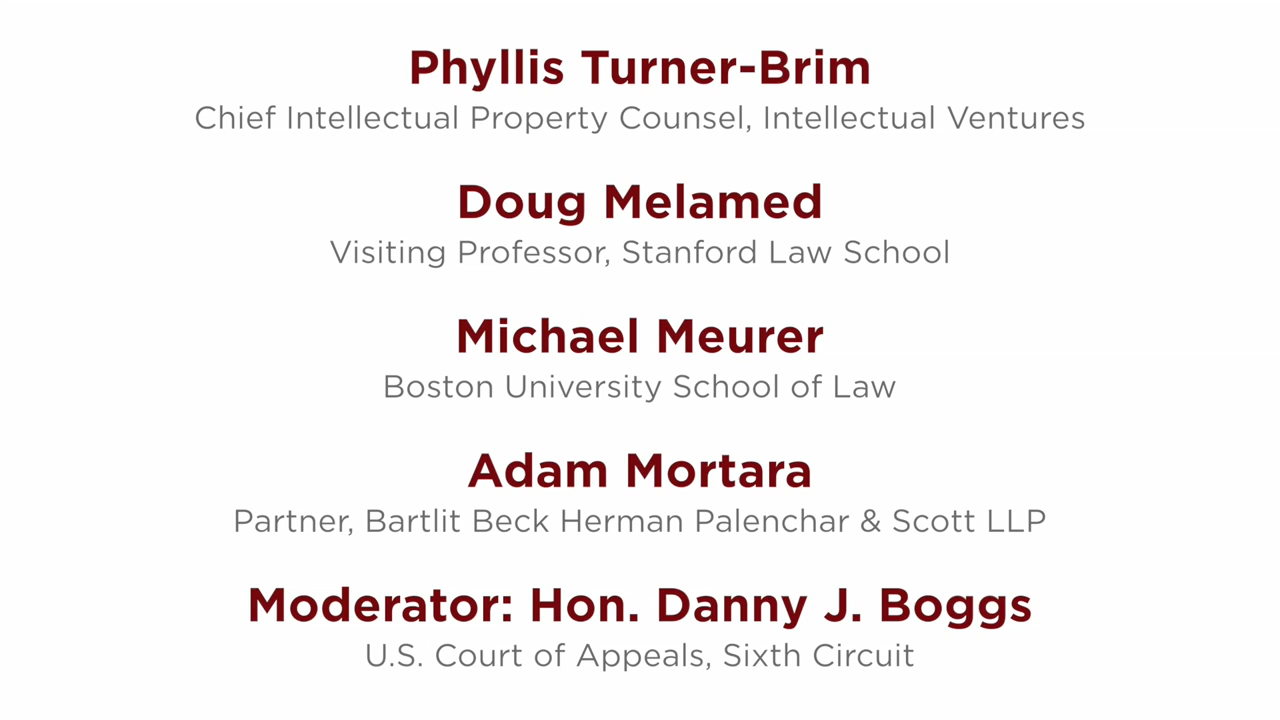 Phyllis Turner-Brim
Chief Intellectual Property Counsel, Intellectual Ventures
Doug Melamed
Visiting Professor, Stanford Law School
Michael Meurer
Boston University School of Law
Adam Mortara
Partner, Bartlit Beck Herman Palenchar & Scott LLP
Moderator: Hon. Danny J. Boggs
U.S. Court of Appeals, Sixth Circuit